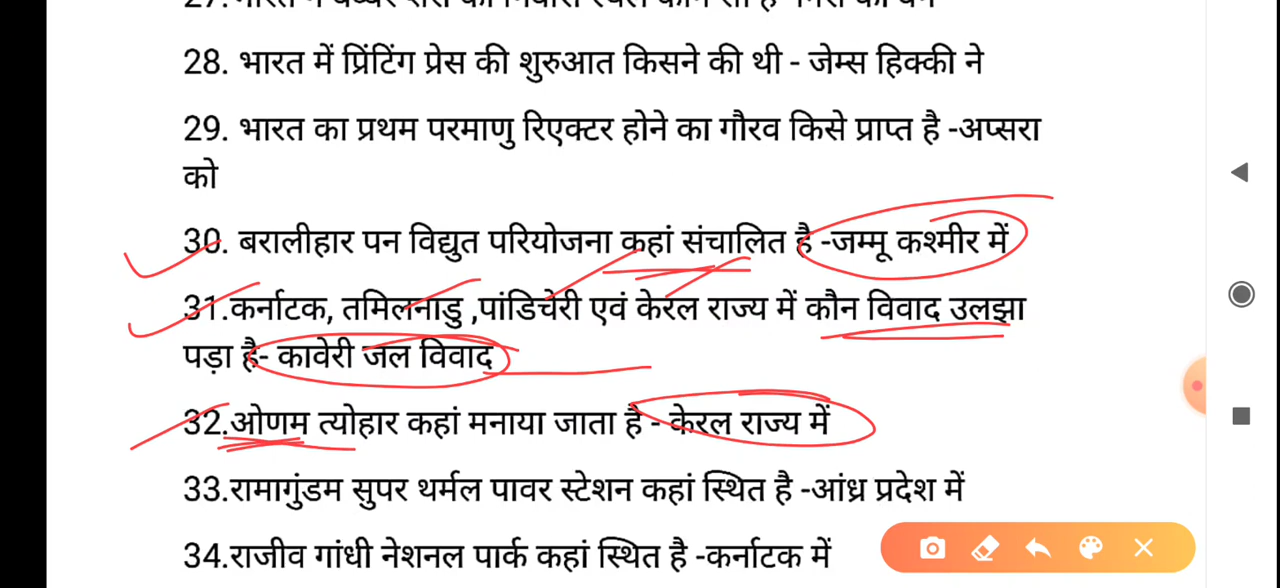 28. भारत में प्रिंटिंग प्रेस की शुरुआत किसने की थी - जेम्स हिक्की ने
29. भारत का प्रथम परमाणु रिएक्टर होने का गौरव किसे प्राप्त है -अप्सरा
को
30. बरालीहार पन विद्युत परियोजना कहां संचालित है -जम्मू कश्मीर में
31.कर्नाटक, तमिलनाडु ,पांडिचेरी एवं केरल राज्य में कौन विवाद उलझा
पड़ा है- कावेरी जल विवाद
32.ओणम त्योहार कहां मनाया जाता है - केरल राज्य में
33.रामागुंडम सुपर थर्मल पावर स्टेशन कहां स्थित है -आंध्र प्रदेश में
34.राजीव गांधी नेशनल पार्क कहां स्थित है -कर्नाटक में